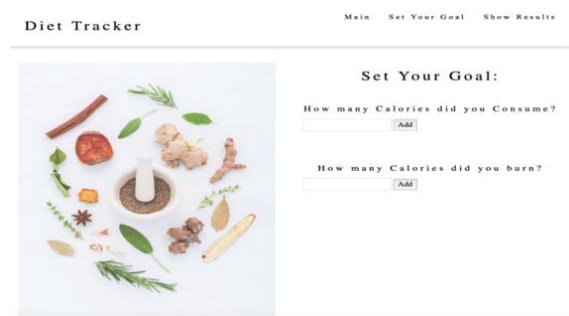 Diet Tracker
Main Set Your Goal Show Results
Set Your Goal:
How many Calories did you Consume?
Add
How many Calories did you burn?
Add